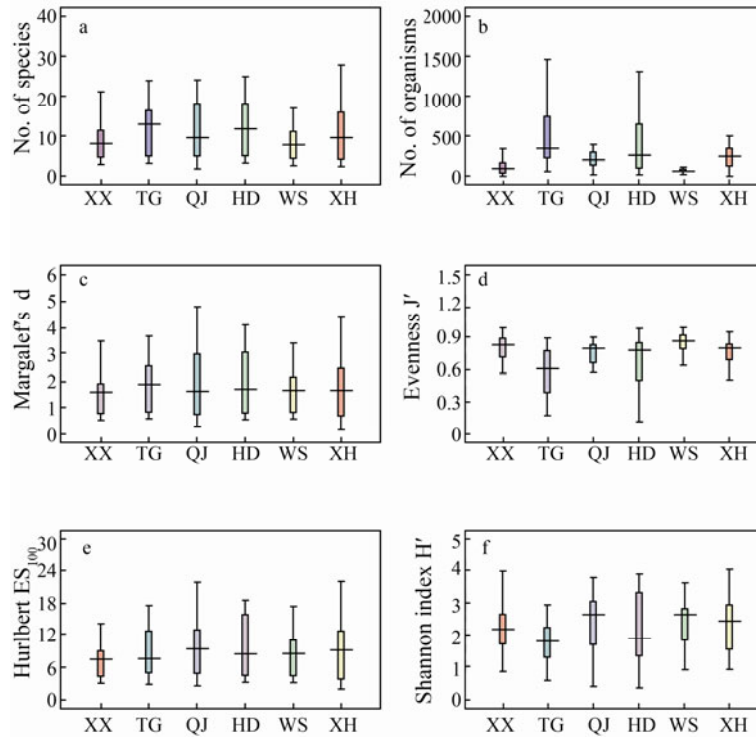 a
No. of species
40
30
20
10
0
XX TG QJ HD WS XH
b
No. of organisms
2000
1500
1000
500
0
XX TG QJ HD WS XH
c
Margalef's d
6
5
4
3
2
1
0
XX TG QJ HD WS XH
d
Evenness J′
1.5
1.2
0.9
0.6
0.3
0
XX TG QJ HD WS XH
e
Hurlbert ES100
30
24
18
12
6
0
XX TG QJ HD WS XH
f
Shannon index H′
5
4
3
2
1
0
XX TG QJ HD WS XH